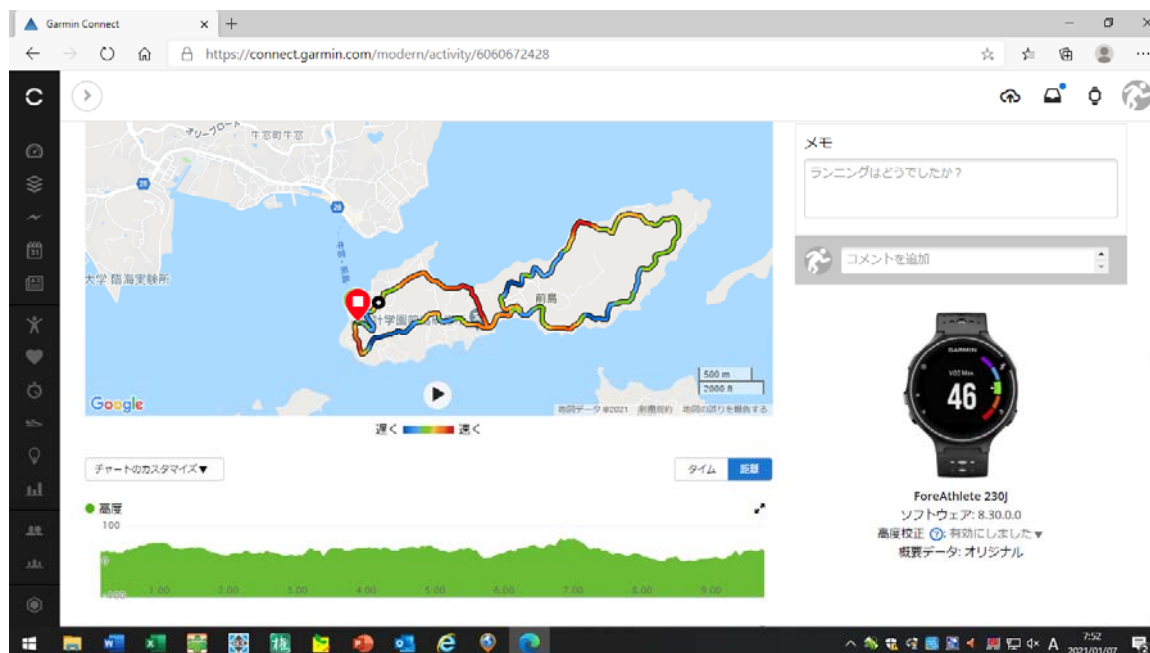 Garmin Connect
https://connect.garmin.com/modern/activity/6060672428
C
31
オリーブロード
牛窓町牛窓
28
28
牛窓-前島
大学 臨海実験所
前島
500 m
2000 ft
Google
地図データ ©2021 利用規約 地図の誤りを報告する
遅く 速く
チャートのカスタマイズ▼
タイム 距離
高度
100
0
-100
1.00 2.00 3.00 4.00 5.00 6.00 7.00 8.00 9.00
メモ
ランニングはどうでしたか？
コメントを追加
GARMIN
VO2 Max.
46
ForeAthlete 230J
ソフトウェア: 8.30.0.0
高度校正 ?: 有効にしました▼
概要データ: オリジナル
A
7:52
2021/01/07